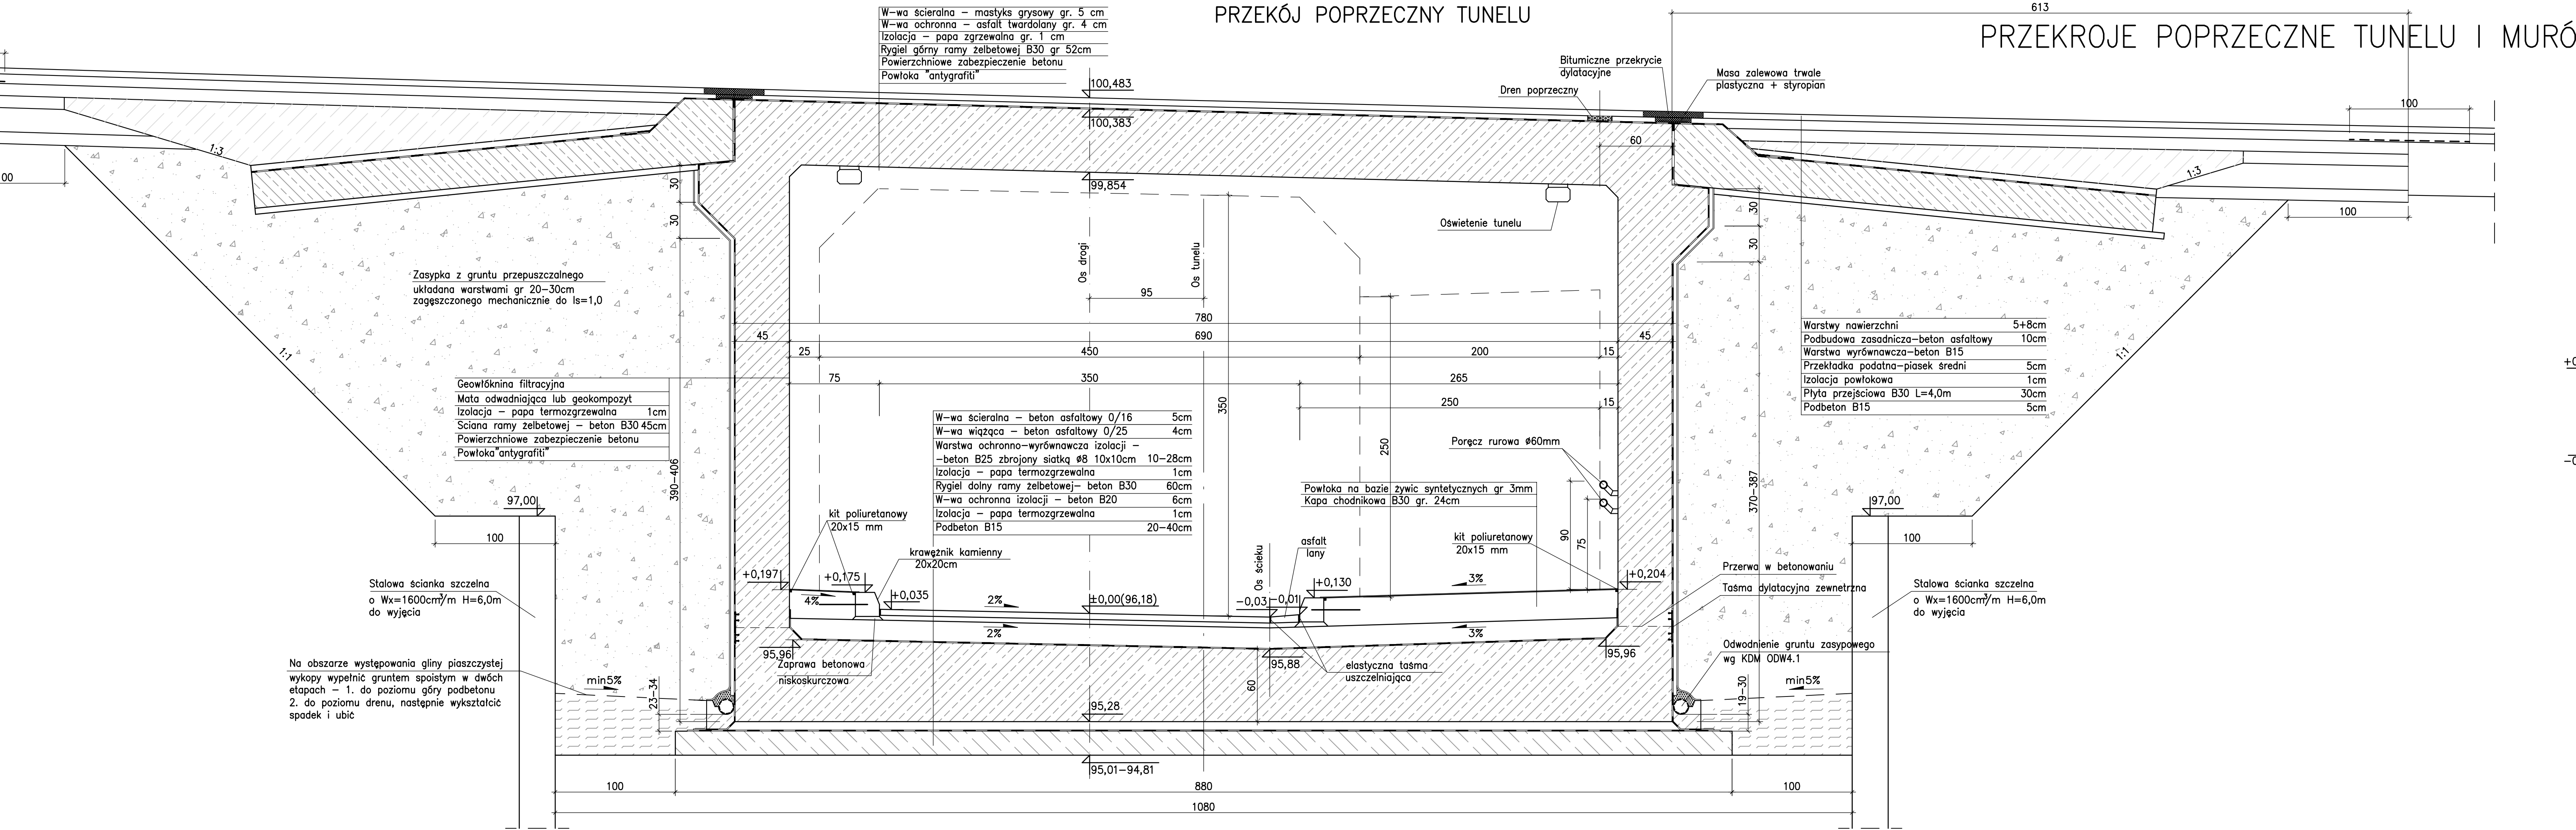 PRZEKÓJ POPRZECZNY TUNELU
PRZEKROJE POPRZECZNE TUNELU I MURÓ
613
W-wa ścieralna - mastyks grysowy gr. 5 cm
W-wa ochronna - asfalt twardolany gr. 4 cm
Izolacja - papa zgrzewalna gr. 1 cm
Rygiel górny ramy żelbetowej B30 gr 52cm
Powierzchniowe zabezpieczenie betonu
Powłoka "antygrafiti"
100,483
100,383
99,854
Bitumiczne przekrycie
dylatacyjne
Masa zalewowa trwale
plastyczna + styropian
Dren poprzeczny
60
100
1:3
00
30
30
1:3
100
30
30
Oświetenie tunelu
Os drogi
Os tunelu
95
Zasypka z gruntu przepuszczalnego
układana warstwami gr 20-30cm
zagęszczonego mechanicznie do Is=1,0
1:1
1:1
780
45
690
45
25
450
200
15
75
350
265
250
15
350
250
Warstwy nawierzchni 5+8cm
Podbudowa zasadnicza-beton asfaltowy 10cm
Warstwa wyrównawcza-beton B15
Przekładka podatna-piasek średni 5cm
Izolacja powłokowa 1cm
Płyta przejściowa B30 L=4,0m 30cm
Podbeton B15 5cm
+0
-0
Geowłóknina filtracyjna
Mata odwadniająca lub geokompozyt
Izolacja - papa termozgrzewalna 1cm
Sciana ramy żelbetowej - beton B30 45cm
Powierzchniowe zabezpieczenie betonu
Powłoka"antygrafiti"
W-wa ścieralna - beton asfaltowy 0/16 5cm
W-wa wiążąca - beton asfaltowy 0/25 4cm
Warstwa ochronno-wyrównawcza izolacji -
-beton B25 zbrojony siatką ø8 10x10cm 10-28cm
Izolacja - papa termozgrzewalna 1cm
Rygiel dolny ramy żelbetowej- beton B30 60cm
W-wa ochronna izolacji - beton B20 6cm
Izolacja - papa termozgrzewalna 1cm
Podbeton B15 20-40cm
Poręcz rurowa ø60mm
Powłoka na bazie żywic syntetycznych gr 3mm
Kapa chodnikowa B30 gr. 24cm
390-406
370-387
97,00
97,00
100
100
90
75
kit poliuretanowy
20x15 mm
krawężnik kamienny
20x20cm
asfalt
lany
kit poliuretanowy
20x15 mm
Os ścieku
+0,197
+0,175
+0,035
±0,00(96,18)
-0,03
-0,01
+0,130
+0,204
4%
2%
2%
3%
3%
Przerwa w betonowaniu
Taśma dylatacyjna zewnetrzna
Stalowa ścianka szczelna
o Wx=1600cm³/m H=6,0m
do wyjęcia
Stalowa ścianka szczelna
o Wx=1600cm³/m H=6,0m
do wyjęcia
95,96
95,88
95,96
Zaprawa betonowa
niskoskurczowa
elastyczna taśma
uszczelniająca
Odwodnienie gruntu zasypowego
wg KDM ODW4.1
Na obszarze występowania gliny piaszczystej
wykopy wypełnić gruntem spoistym w dwóch
etapach - 1. do poziomu góry podbetonu
2. do poziomu drenu, następnie wykształcić
spadek i ubić
min5%
min5%
23-34
19-30
60
95,28
95,01-94,81
100
880
100
1080